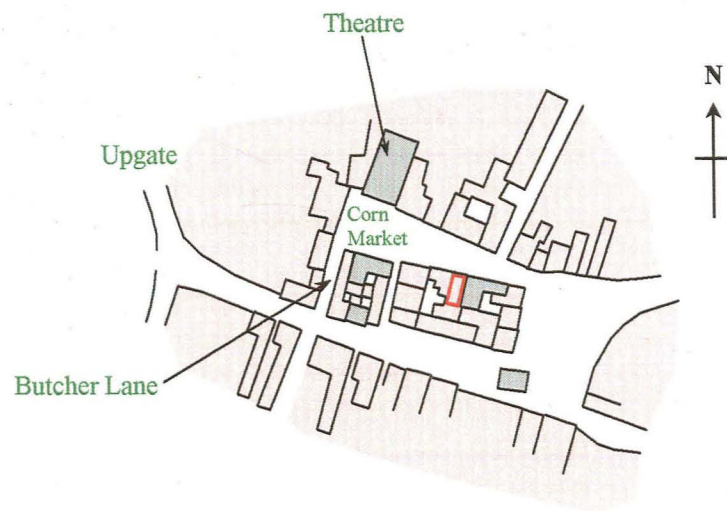 Theatre
N
Upgate
Corn
Market
Butcher Lane